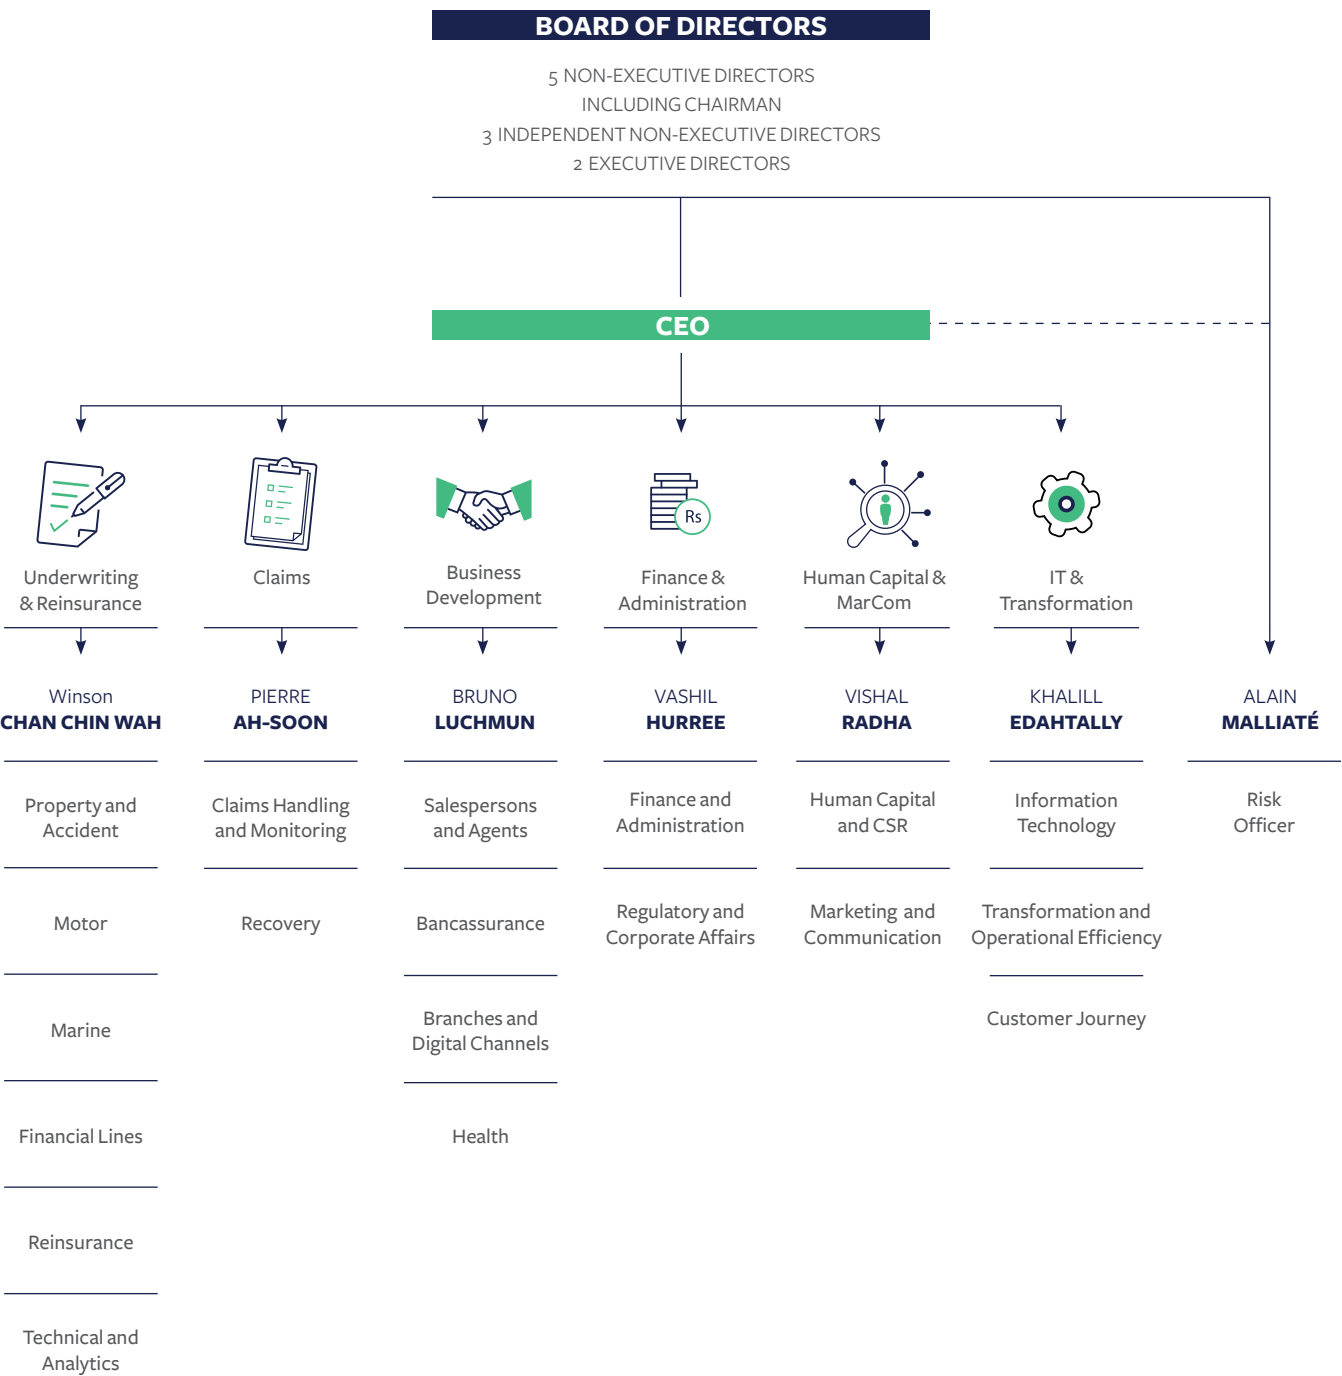 BOARD OF DIRECTORS
5 NON-EXECUTIVE DIRECTORS
INCLUDING CHAIRMAN
3 INDEPENDENT NON-EXECUTIVE DIRECTORS
2 EXECUTIVE DIRECTORS
CEO
Underwriting
& Reinsurance
Winson
CHAN CHIN WAH
Property and
Accident
Motor
Marine
Financial Lines
Reinsurance
Technical and
Analytics
Claims
PIERRE
AH-SOON
Claims Handling
and Monitoring
Recovery
Business
Development
BRUNO
LUCHMUN
Salespersons
and Agents
Bancassurance
Branches and
Digital Channels
Health
Rs
Finance &
Administration
VASHIL
HURREE
Finance and
Administration
Regulatory and
Corporate Affairs
Human Capital &
MarCom
VISHAL
RADHA
Human Capital
and CSR
Marketing and
Communication
IT &
Transformation
KHALILL
EDAHTALLY
Information
Technology
Transformation and
Operational Efficiency
Customer Journey
ALAIN
MALLIATÉ
Risk
Officer